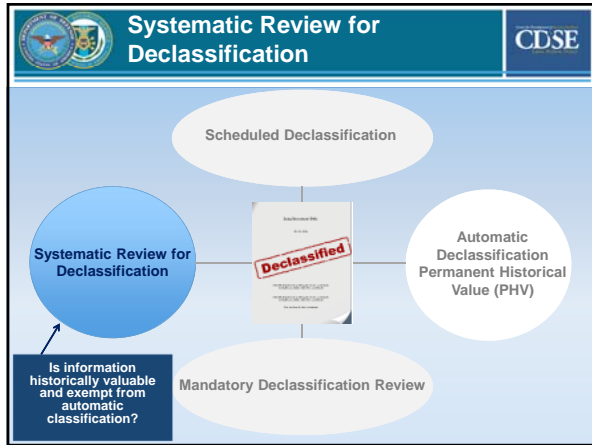 Systematic Review for
Declassification
CDSE
Scheduled Declassification
Systematic Review for
Declassification
Declassified
Automatic
Declassification
Permanent Historical
Value (PHV)
Is information
historically valuable
and exempt from
automatic
classification?
Mandatory Declassification Review